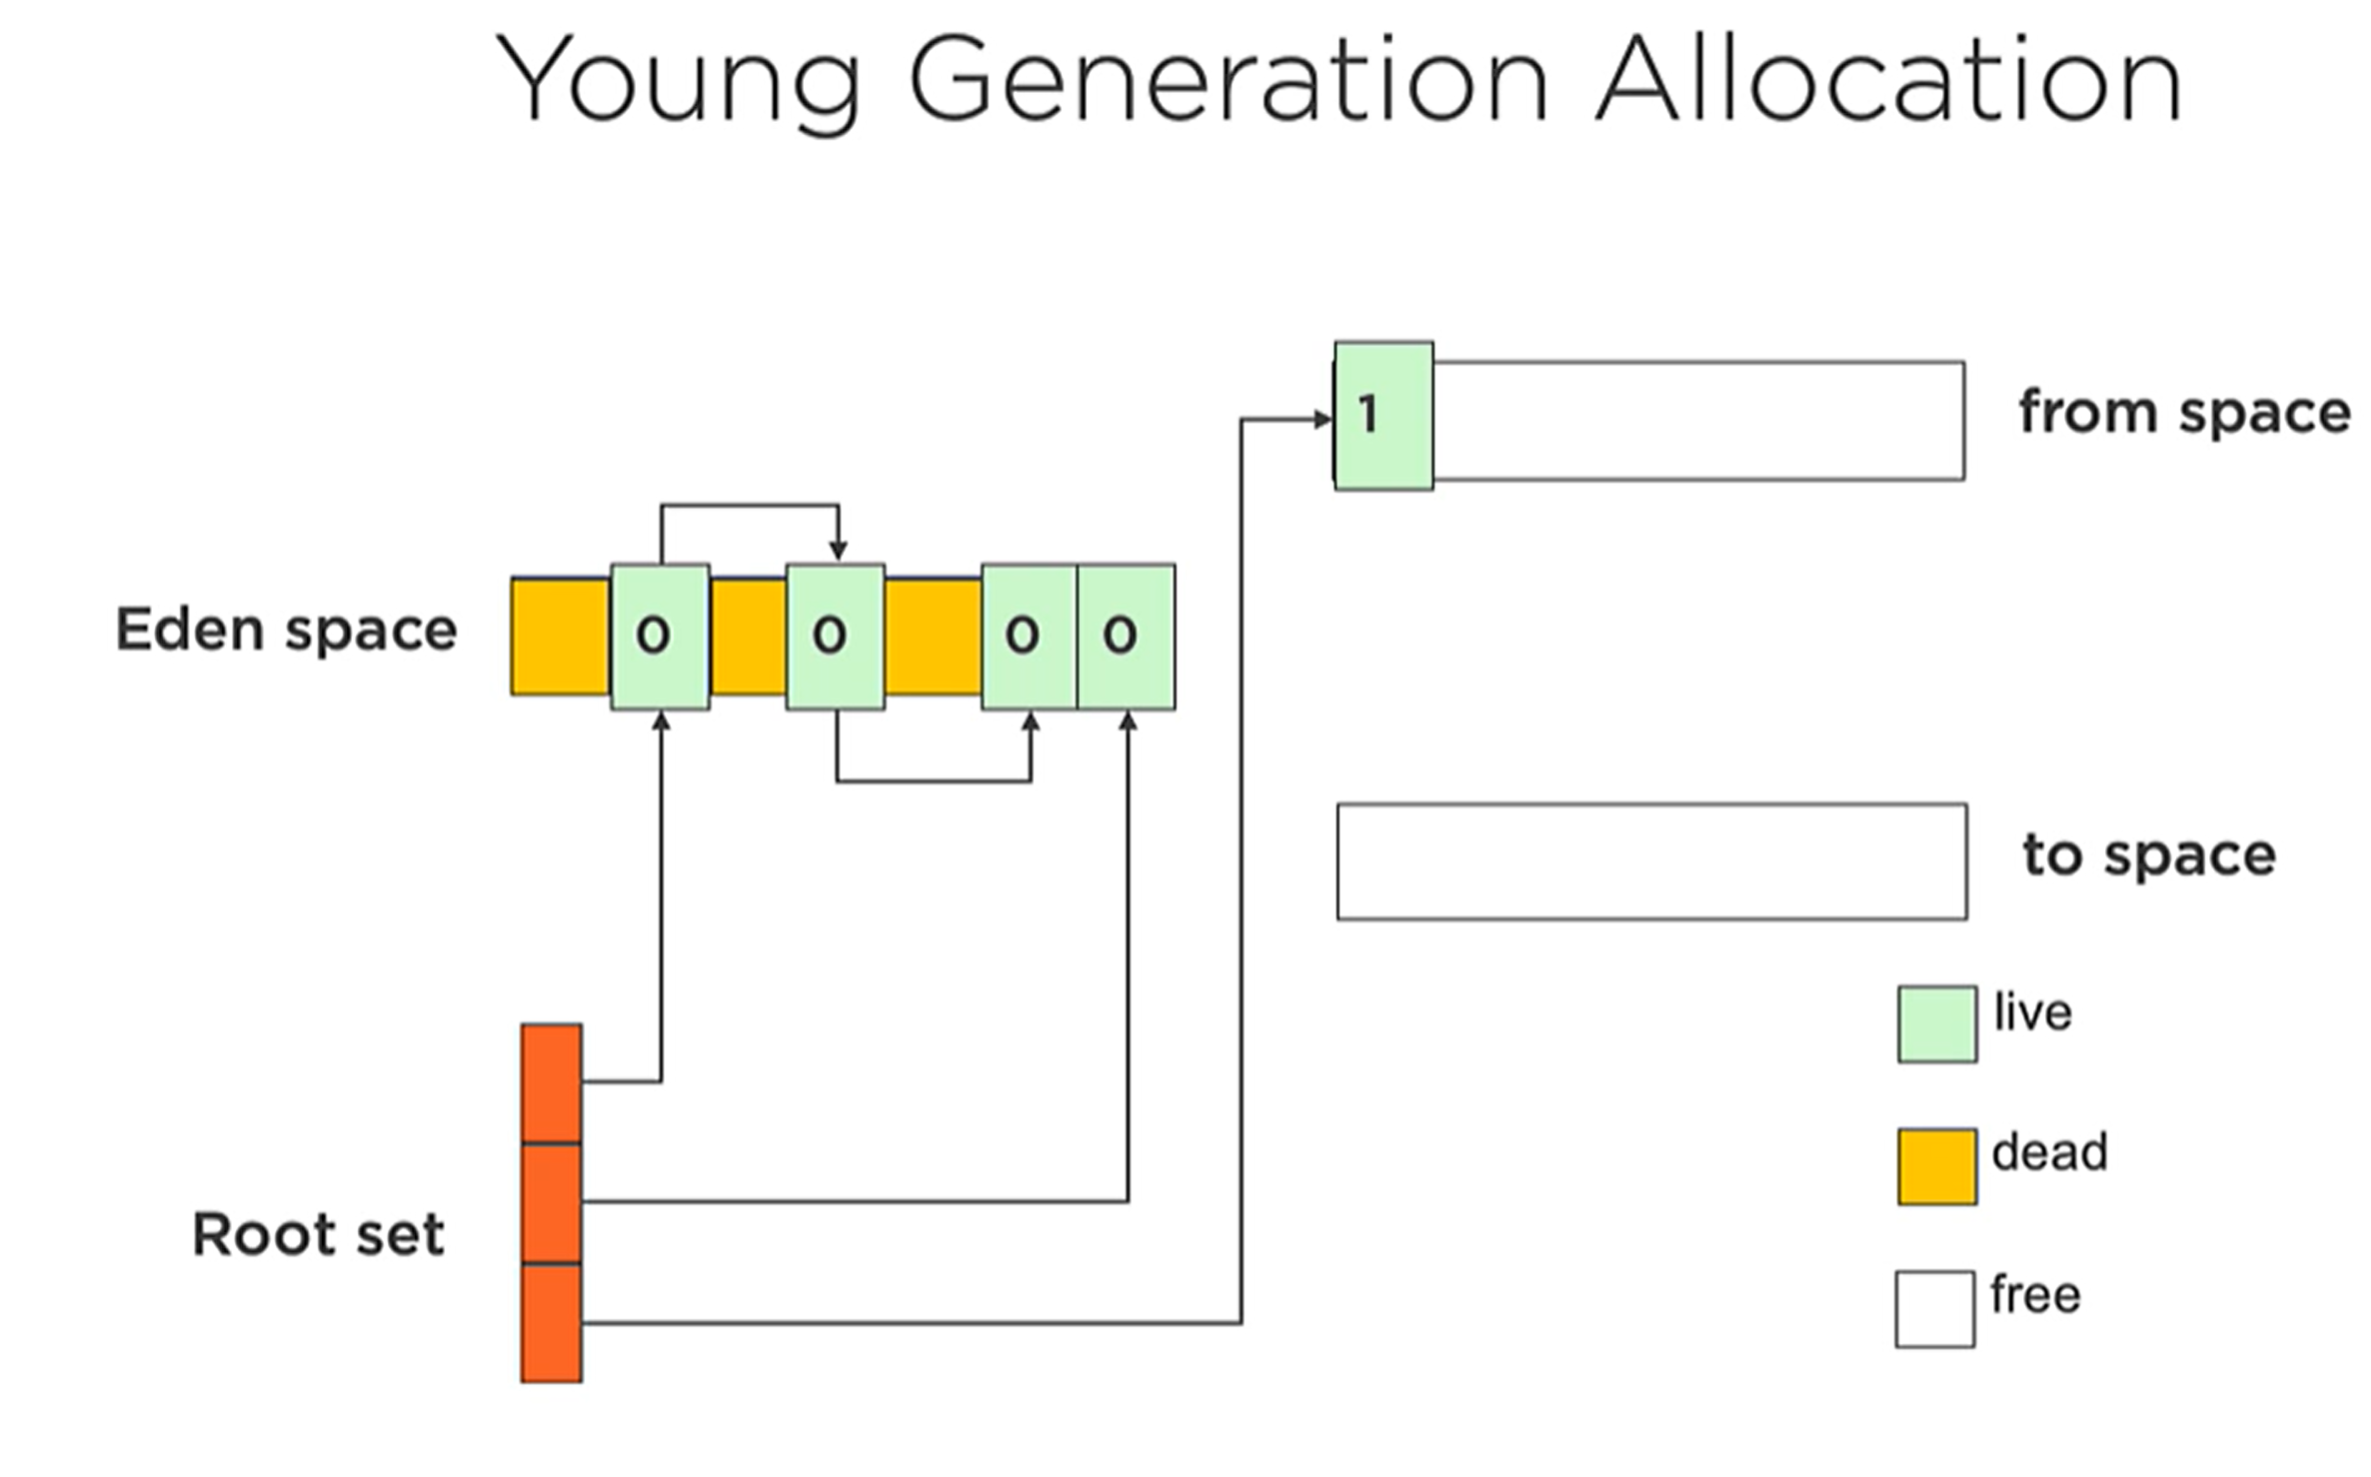 Young Generation Allocation
1
from space
Eden space
0
0
0
0
to space
live
dead
Root set
free